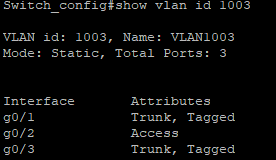 Switch_config#show vlan id 1003
VLAN id: 1003, Name: VLAN1003
Mode: Static, Total Ports: 3
Interface Attributes
g0/1 Trunk, Tagged
g0/2 Access
g0/3 Trunk, Tagged